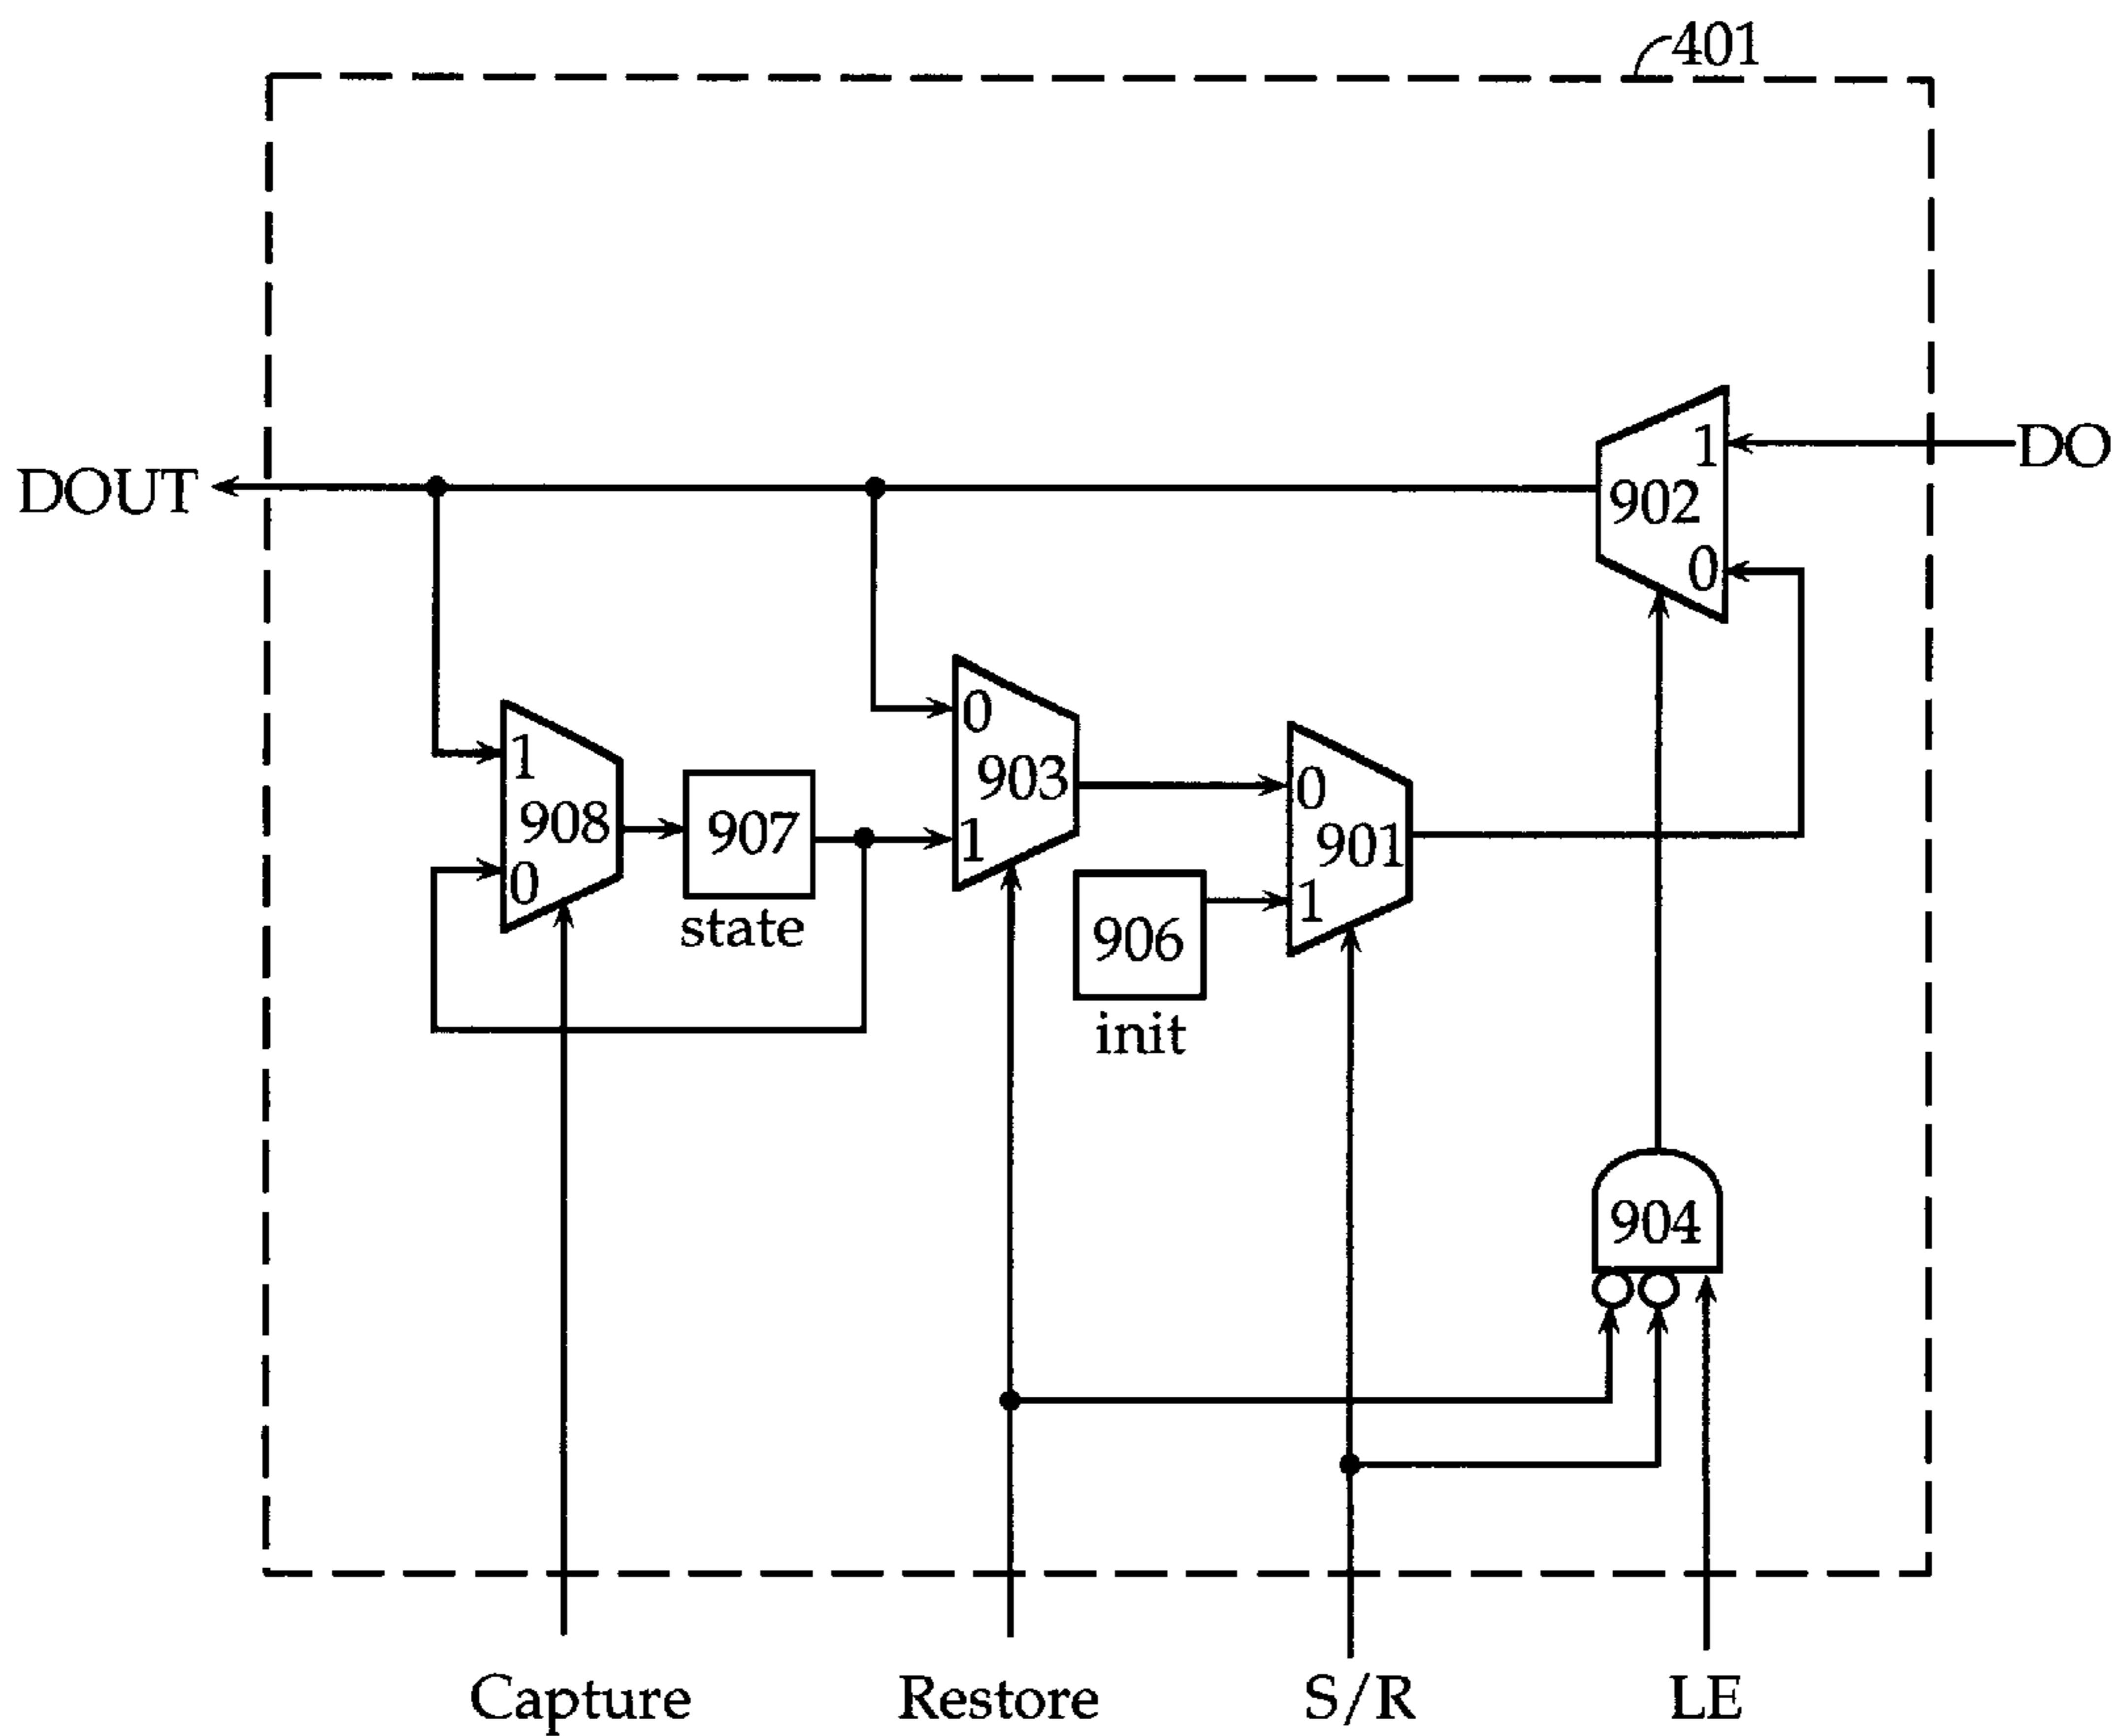 401
DO
1
902
0
DOUT
0
903
1
1
908
0
907
state
0
901
1
906
init
904
Capture
Restore
S/R
LE